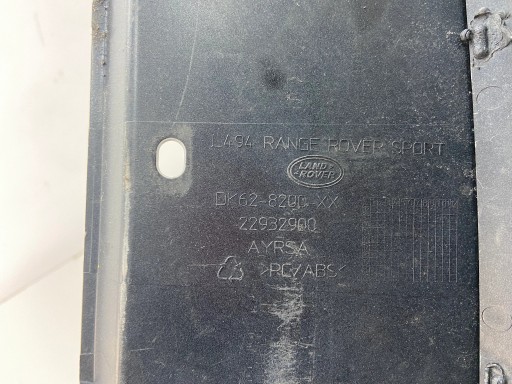 L494 RANGE ROVER SPORT
LAND
ROVER
DK62-8200-XX
22932900
AYRSA
>PC/ABS<